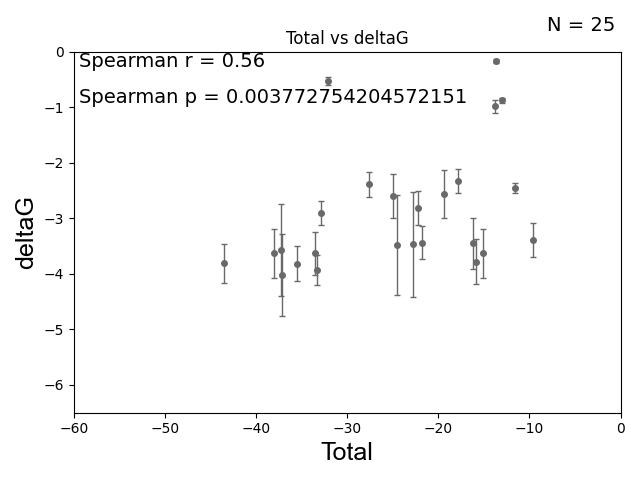 N = 25
Total vs deltaG
Spearman r = 0.56
Spearman p = 0.003772754204572151
deltaG
0
−1
−2
−3
−4
−5
−6
−60
−50
−40
−30
−20
−10
0
Total